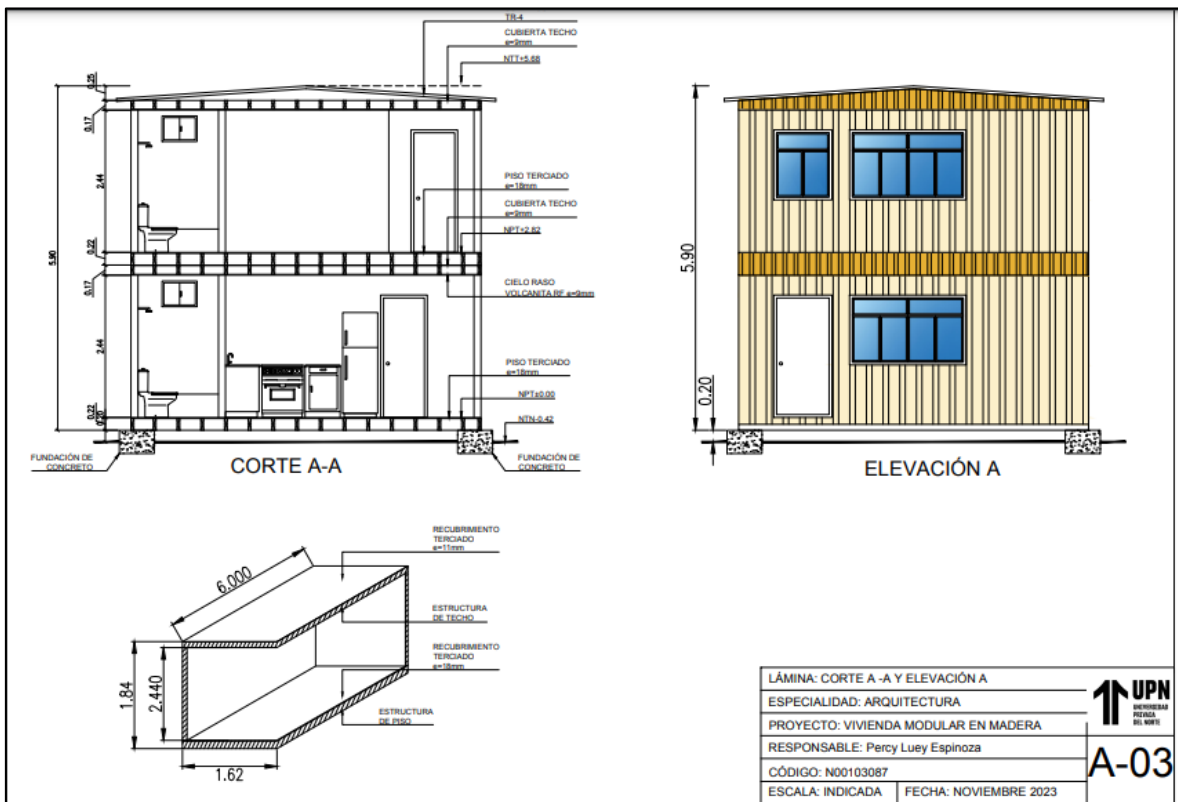 TR-4
CUBIERTA TECHO
e=9mm
NTT+5.68
0.25
0.17
2.44
5.90
0.22
0.17
2.44
0.22
0.20
PISO TERCIADO
e=18mm
CUBIERTA TECHO
e=9mm
NPT+2.82
CIELO RASO
VOLCANITA RF e=9mm
PISO TERCIADO
e=18mm
NPT±0.00
NTN-0.42
FUNDACIÓN DE
CONCRETO
FUNDACIÓN DE
CONCRETO
CORTE A-A
5.90
0.20
ELEVACIÓN A
RECUBRIMIENTO
TERCIADO
e=11mm
6.000
ESTRUCTURA
DE TECHO
RECUBRIMIENTO
TERCIADO
e=18mm
1.84
2.440
ESTRUCTURA
DE PISO
1.62
LÁMINA: CORTE A -A Y ELEVACIÓN A
ESPECIALIDAD: ARQUITECTURA
PROYECTO: VIVIENDA MODULAR EN MADERA
RESPONSABLE: Percy Luey Espinoza
CÓDIGO: N00103087
ESCALA: INDICADA
FECHA: NOVIEMBRE 2023
UPN
UNIVERSIDAD
PRIVADA
DEL NORTE
A-03